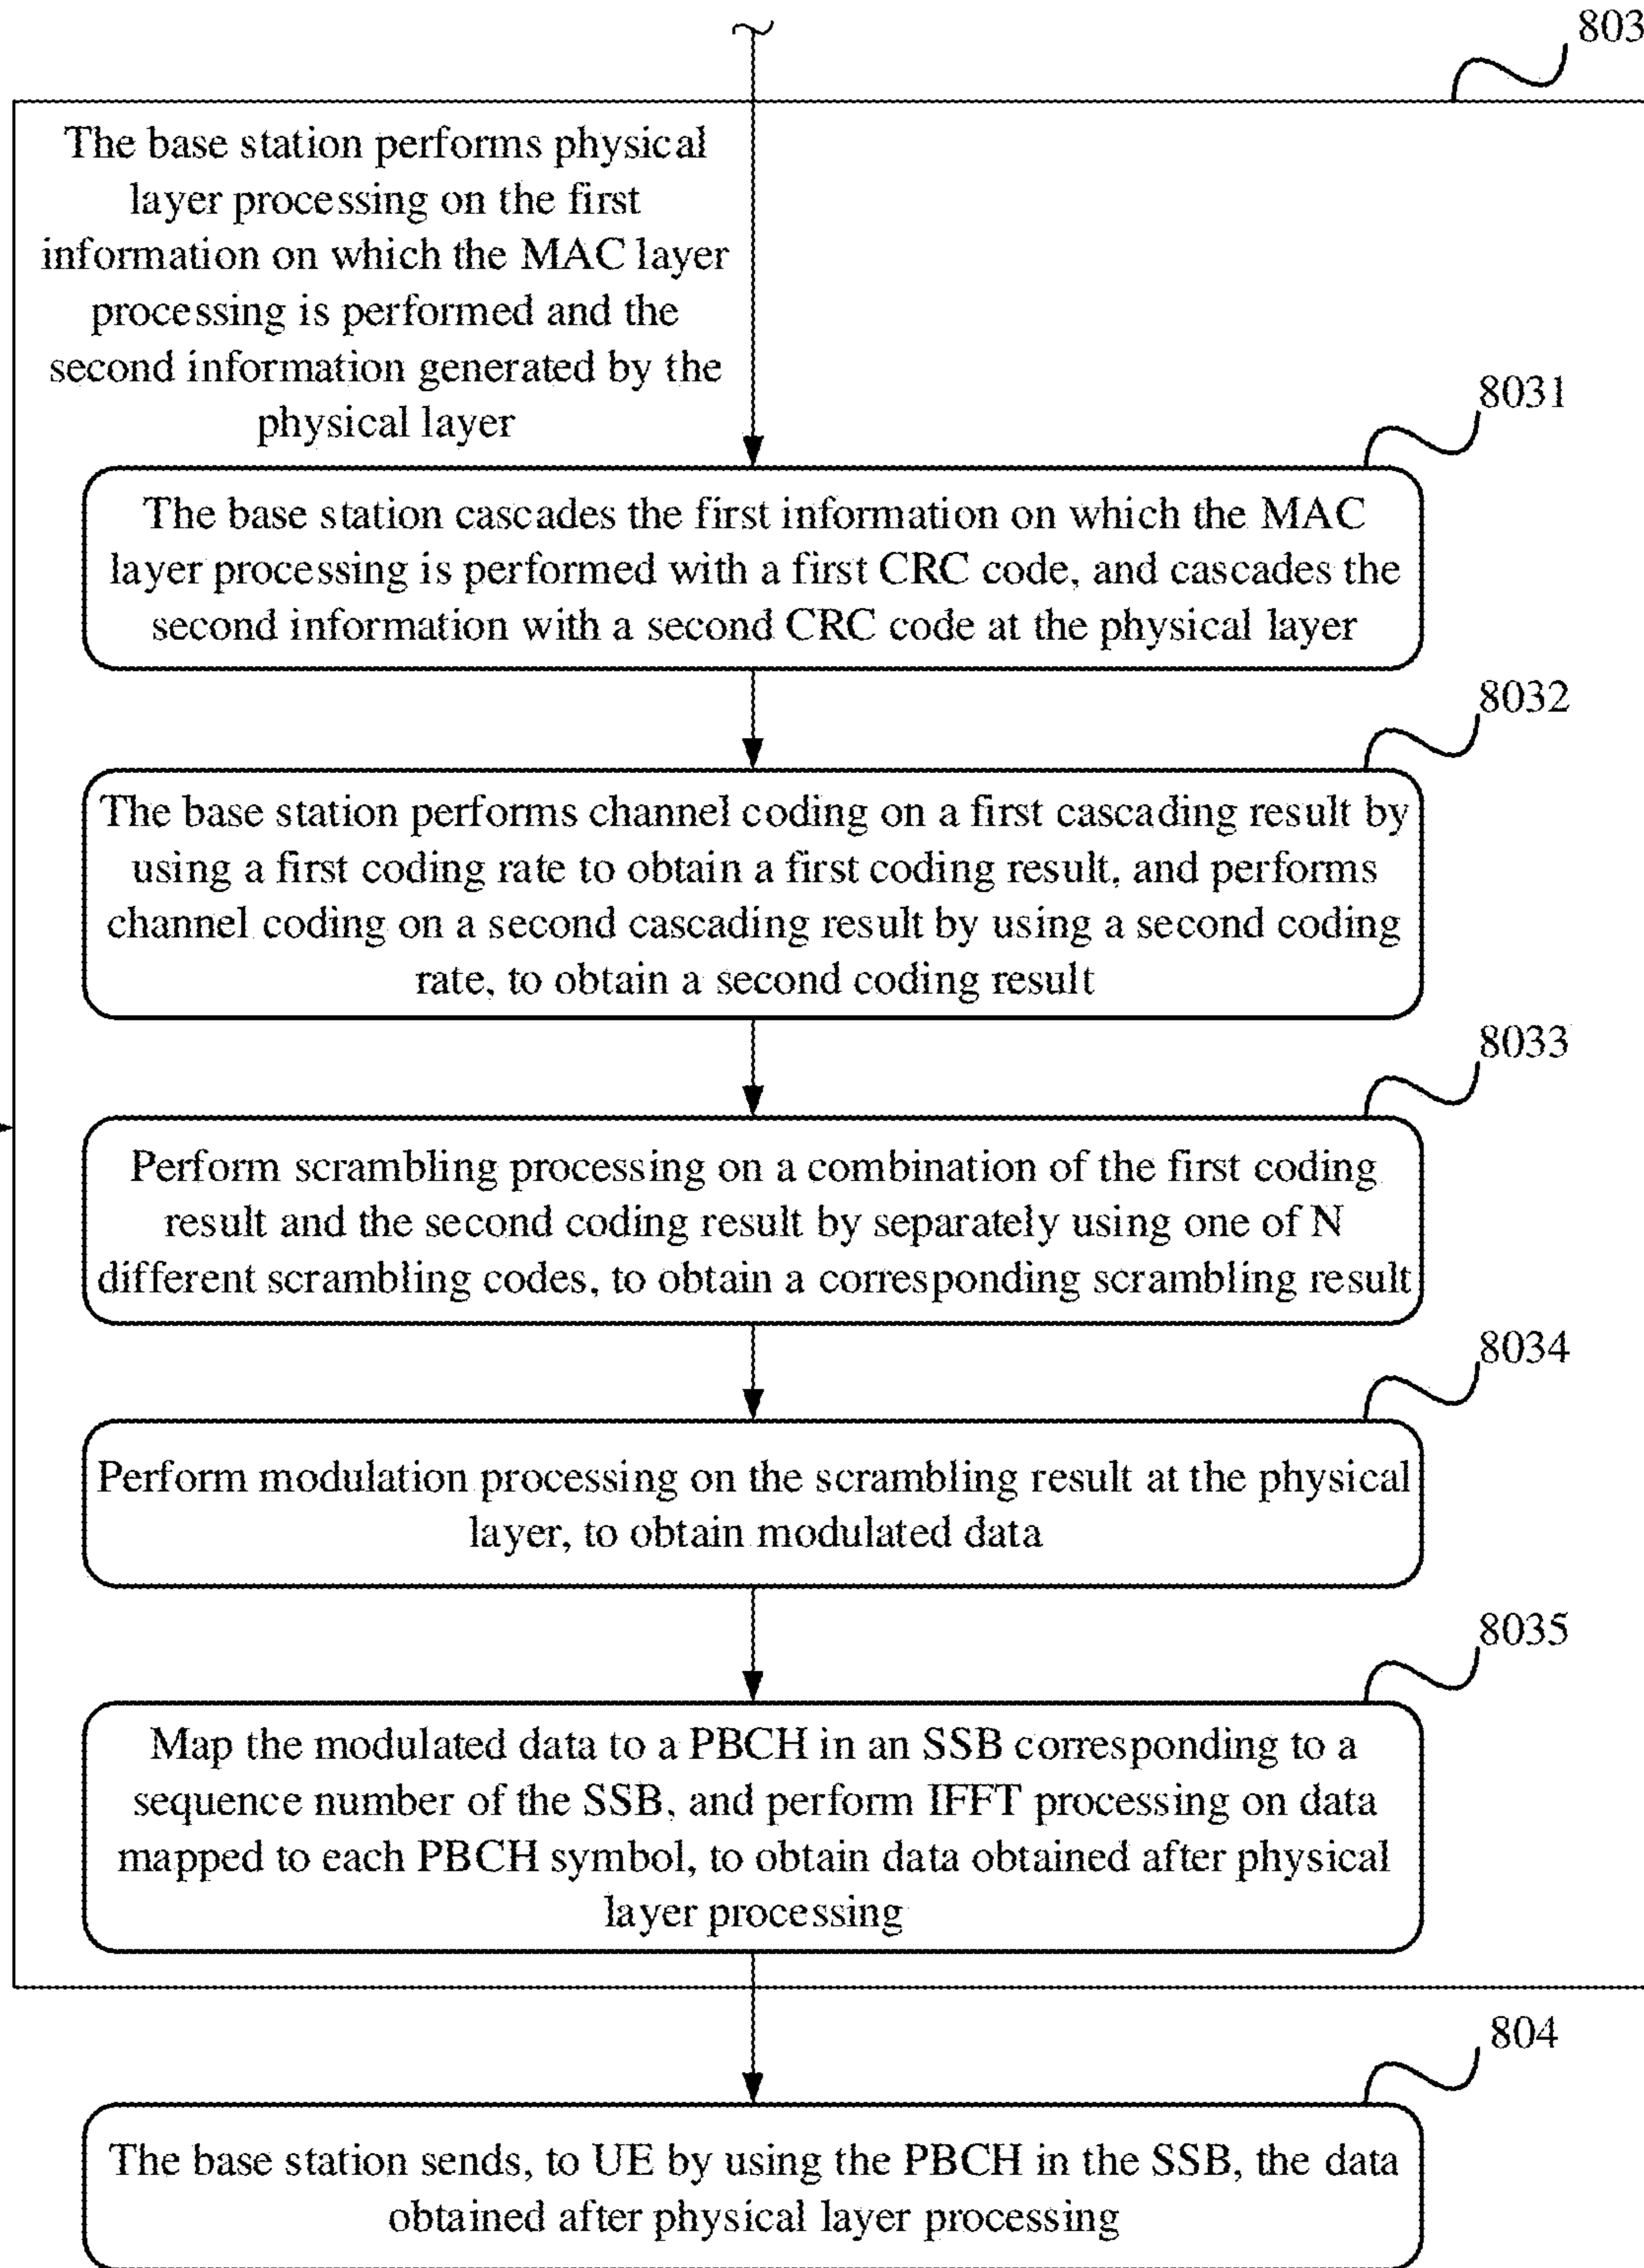 803
The base station performs physical
layer processing on the first
information on which the MAC layer
processing is performed and the
second information generated by the
physical layer
8031
The base station cascades the first information on which the MAC
layer processing is performed with a first CRC code, and cascades the
second information with a second CRC code at the physical layer
8032
The base station performs channel coding on a first cascading result by
using a first coding rate to obtain a first coding result, and performs
channel coding on a second cascading result by using a second coding
rate, to obtain a second coding result
8033
Perform scrambling processing on a combination of the first coding
result and the second coding result by separately using one of N
different scrambling codes, to obtain a corresponding scrambling result
8034
Perform modulation processing on the scrambling result at the physical
layer, to obtain modulated data
8035
Map the modulated data to a PBCH in an SSB corresponding to a
sequence number of the SSB, and perform IFFT processing on data
mapped to each PBCH symbol, to obtain data obtained after physical
layer processing
804
The base station sends, to UE by using the PBCH in the SSB, the data
obtained after physical layer processing